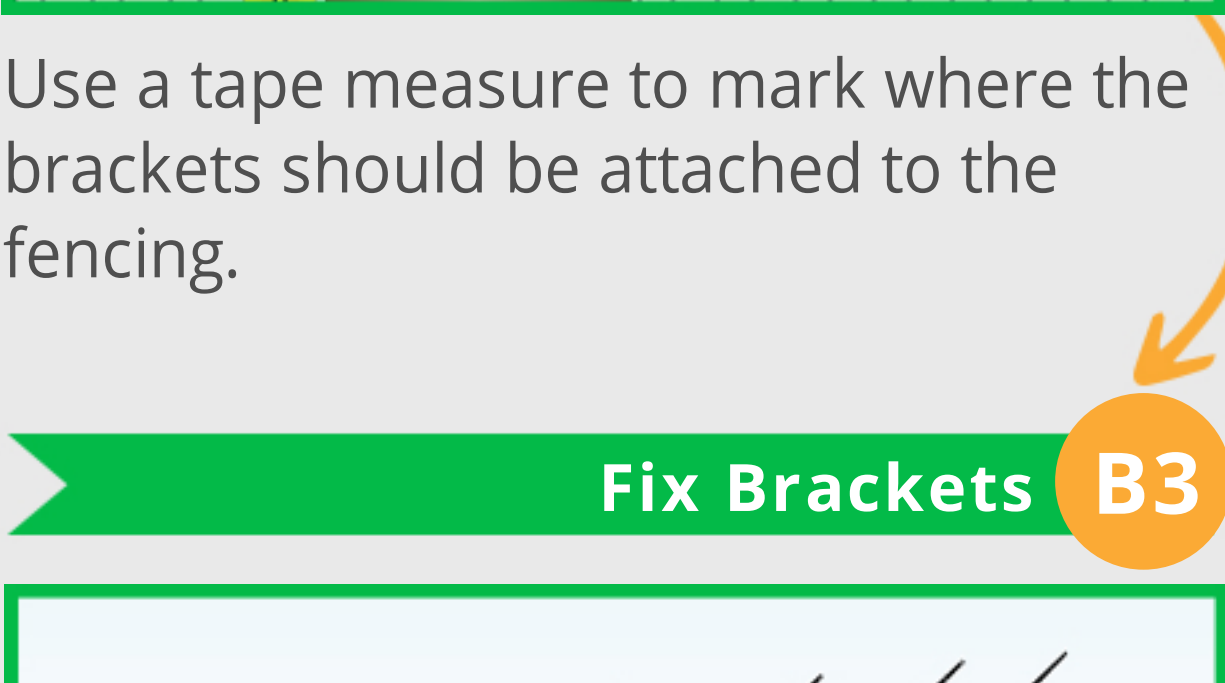 Use a tape measure to mark where the
brackets should be attached to the
fencing.
Fix Brackets
B3